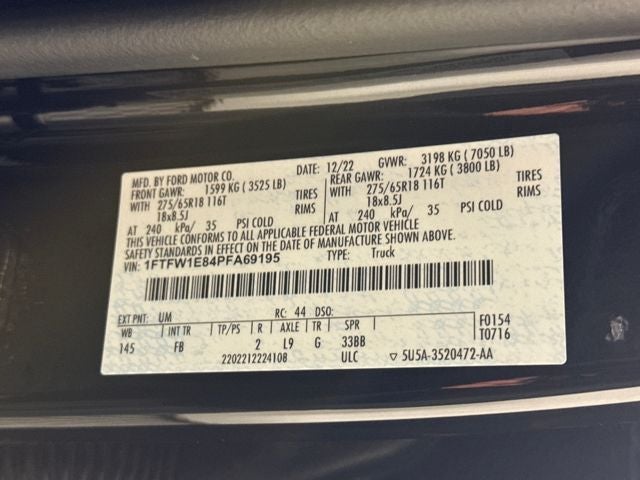 MFD. BY FORD MOTOR CO.
DATE: 12/22 GVWR: 3198 KG ( 7050 LB)
FRONT GAWR: 1599 KG ( 3525 LB) REAR GAWR: 1724 KG ( 3800 LB)
WITH 275/65R18 116T TIRES WITH 275/65R18 116T TIRES
18x8.5J RIMS 18x8.5J RIMS
AT 240 kPa/ 35 PSI COLD AT 240 kPa/ 35 PSI COLD
THIS VEHICLE CONFORMS TO ALL APPLICABLE FEDERAL MOTOR VEHICLE
SAFETY STANDARDS IN EFFECT ON THE DATE OF MANUFACTURE SHOWN ABOVE.
VIN: 1FTFW1E84PFA69195 TYPE: Truck
EXT PNT: UM RC: 44 DSO: F0154
WB INT TR TP/PS R AXLE TR SPR T0716
145 FB 2 L9 G 33BB
2202212224108 ULC ▽ 5U5A-3520472-AA